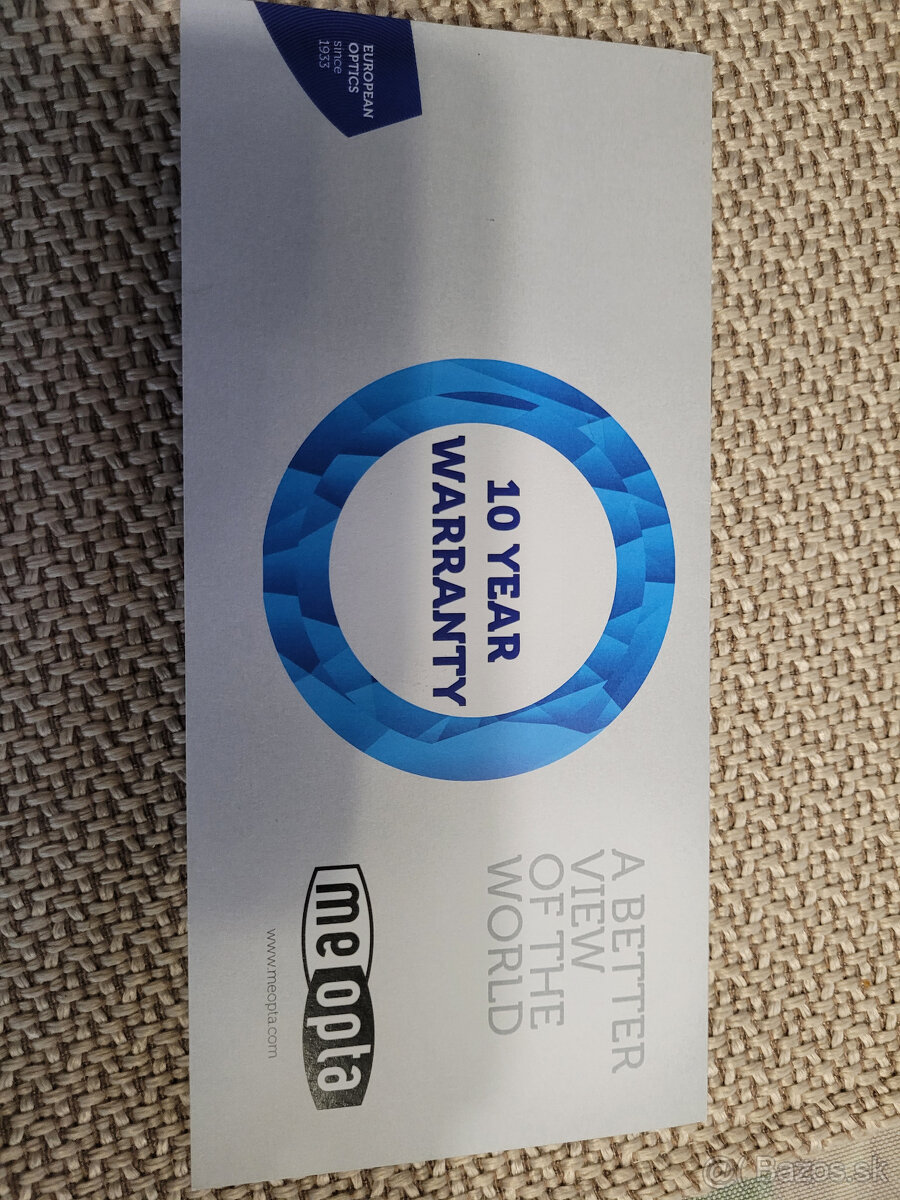 A BETTER
VIEW
OF THE
WORLD
10 YEAR
WARRANTY
EUROPEAN
OPTICS
since
1933
meopta
www.meopta.com
@ Bazos.sk